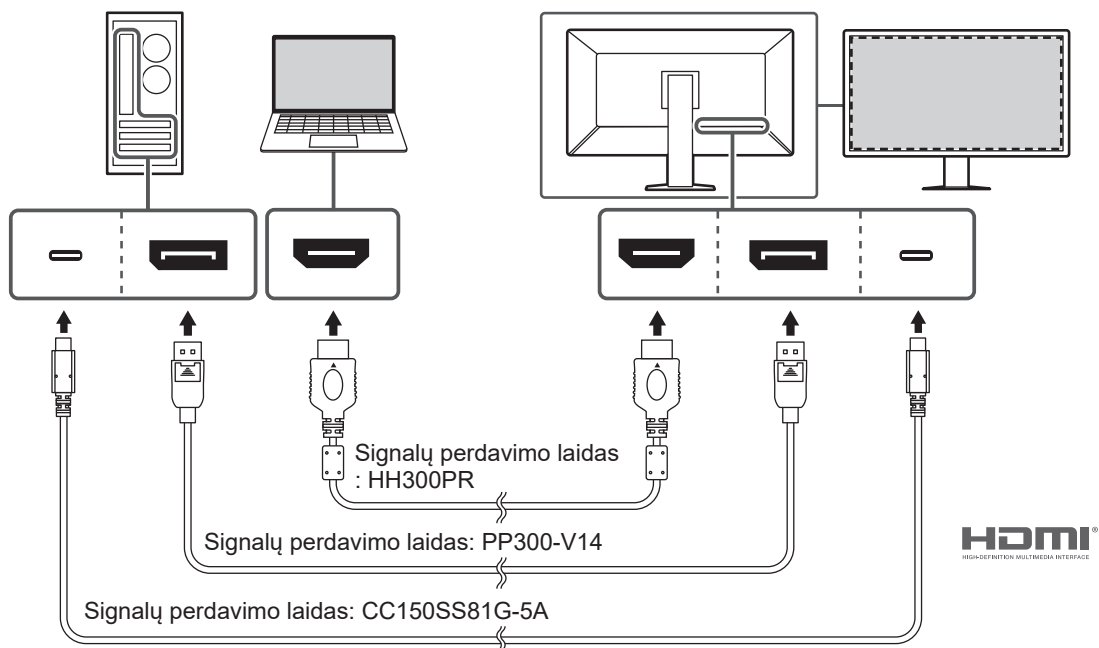 Signalų perdavimo laidas
: HH300PR
Signalų perdavimo laidas: PP300-V14
HDMI®
HIGH-DEFINITION MULTIMEDIA INTERFACE
Signalų perdavimo laidas: CC150SS81G-5A